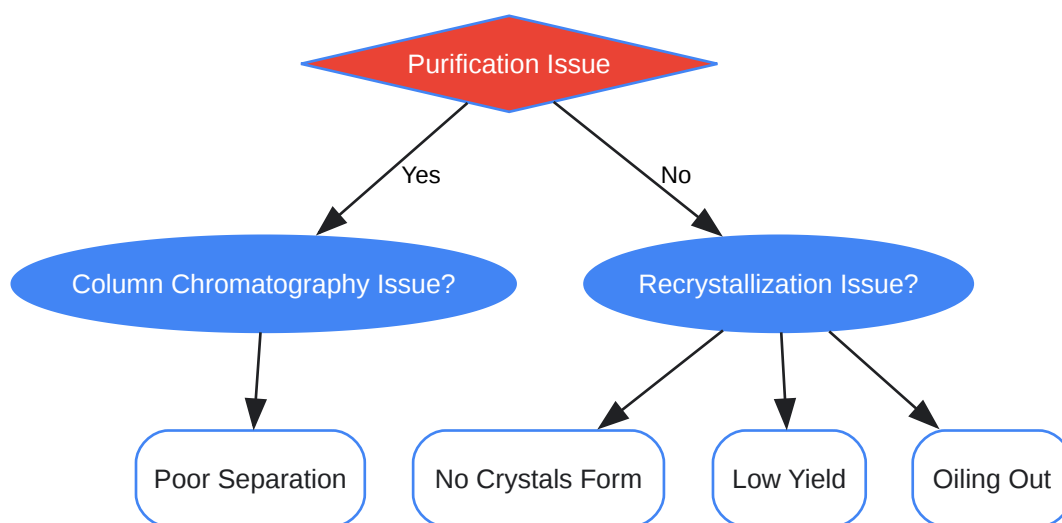 Purification Issue
Yes
No
Column Chromatography Issue?
Recrystallization Issue?
Poor Separation
No Crystals Form
Low Yield
Oiling Out